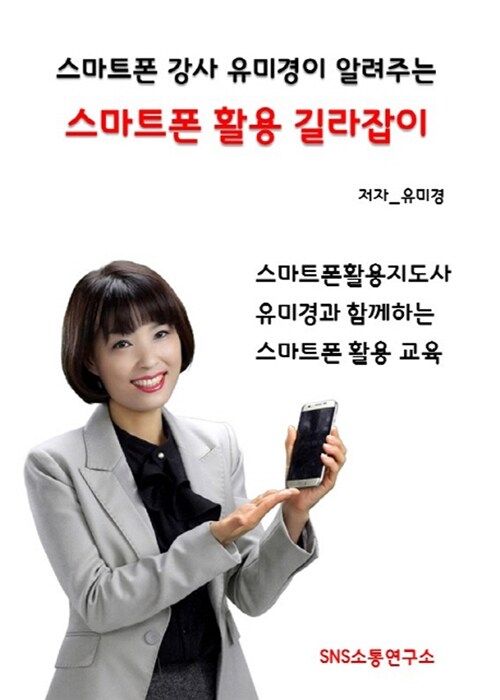 스마트폰 강사 유미경이 알려주는
스마트폰 활용 길라잡이
저자_유미경
스마트폰활용지도사
유미경과 함께하는
스마트폰 활용 교육
SNS소통연구소